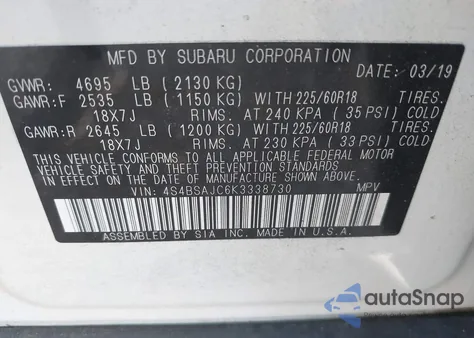 MFD BY SUBARU CORPORATION
GVWR: 4695 LB (2130 KG) DATE: 03/19
GAWR:F 2535 LB (1150 KG) WITH 225/60R18 TIRES.
18X7J RIMS. AT 240 KPA (35 PSI) COLD
GAWR:R 2645 LB (1200 KG) WITH 225/60R18 TIRES.
18X7J RIMS. AT 230 KPA (33 PSI) COLD
THIS VEHICLE CONFORMS TO ALL APPLICABLE FEDERAL MOTOR
VEHICLE SAFETY AND THEFT PREVENTION STANDARDS
IN EFFECT ON THE DATE OF MANUFACTURE SHOWN ABOVE.
VIN: 4S4BSAJC6K3338730 MPV
ASSEMBLED BY SIA INC. MADE IN U.S.A.
autoSnap
GET CAR HISTORY